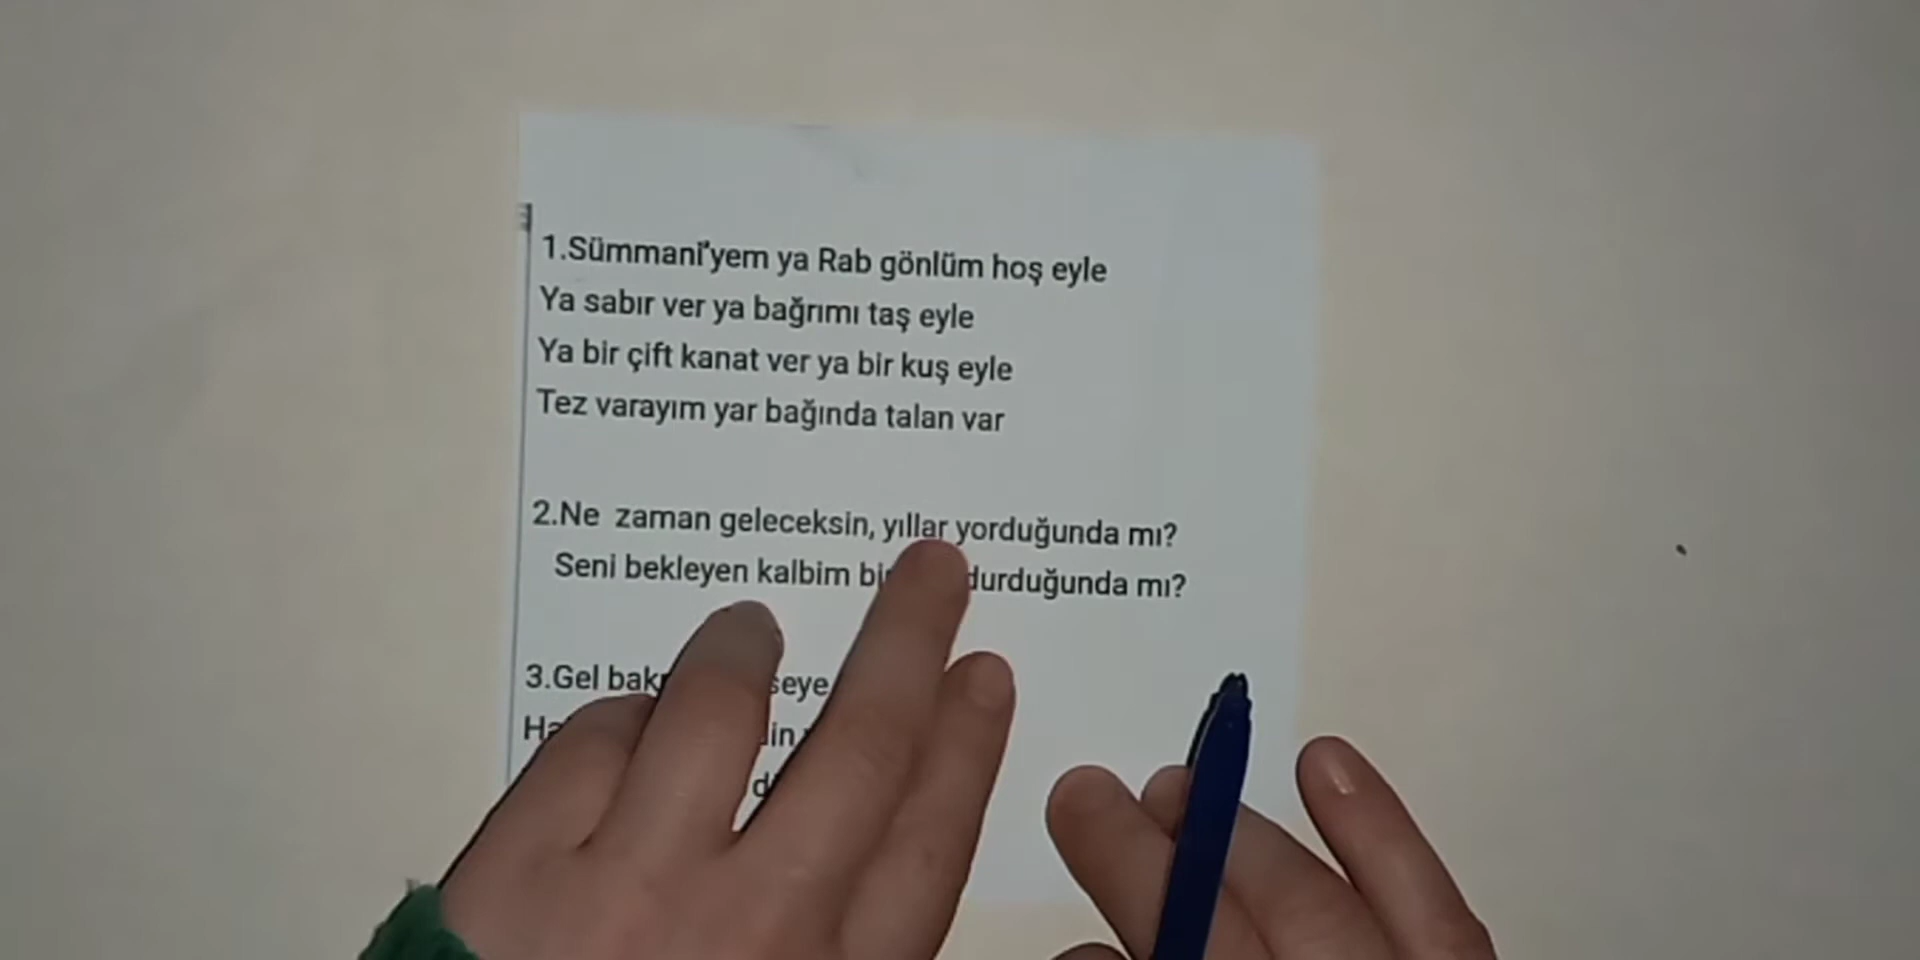 1.Sümmani'yem ya Rab gönlüm hoş eyle
Ya sabır ver ya bağrımı taş eyle
Ya bir çift kanat ver ya bir kuş eyle
Tez varayım yar bağında talan var
2.Ne zaman geleceksin, yıllar yorduğunda mı?
Seni bekleyen kalbim durduğunda mı?
3.Gel